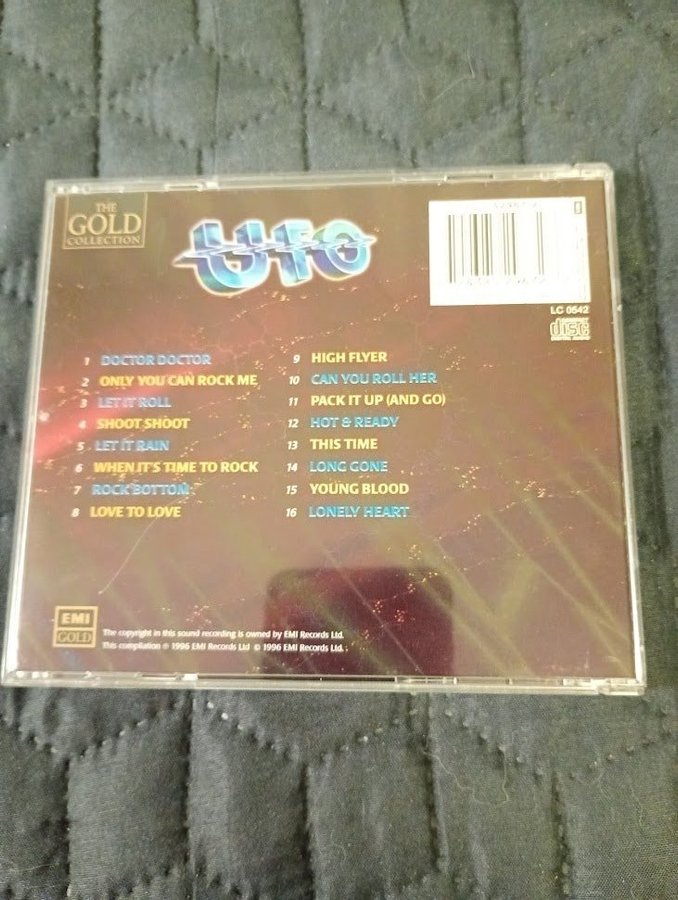 THE
GOLD
COLLECTION
UFO
LC 0542
disc
DIGITAL AUDIO
1 DOCTOR DOCTOR
2 ONLY YOU CAN ROCK ME
3 LET IT ROLL
4 SHOOT SHOOT
5 LET IT RAIN
6 WHEN IT'S TIME TO ROCK
7 ROCK BOTTOM
8 LOVE TO LOVE
9 HIGH FLYER
10 CAN YOU ROLL HER
11 PACK IT UP (AND GO)
12 HOT & READY
13 THIS TIME
14 LONG GONE
15 YOUNG BLOOD
16 LONELY HEART
EMI
GOLD
The copyright in this sound recording is owned by EMI Records Ltd.
This compilation ℗ 1996 EMI Records Ltd © 1996 EMI Records Ltd.